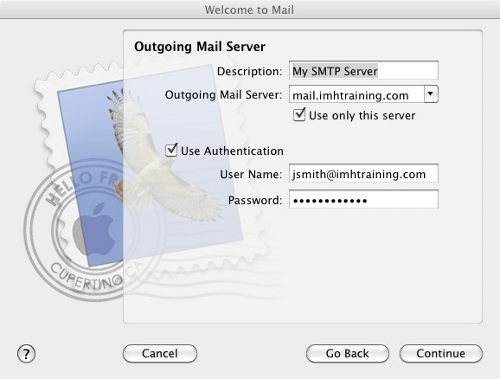 Welcome to Mail
Outgoing Mail Server
Description: My SMTP Server
Outgoing Mail Server: mail.imhtraining.com
Use only this server
Use Authentication
User Name: jsmith@imhtraining.com
Password: ••••••••••••
HELLO FR
CUPERTINO, CA
? Cancel Go Back Continue